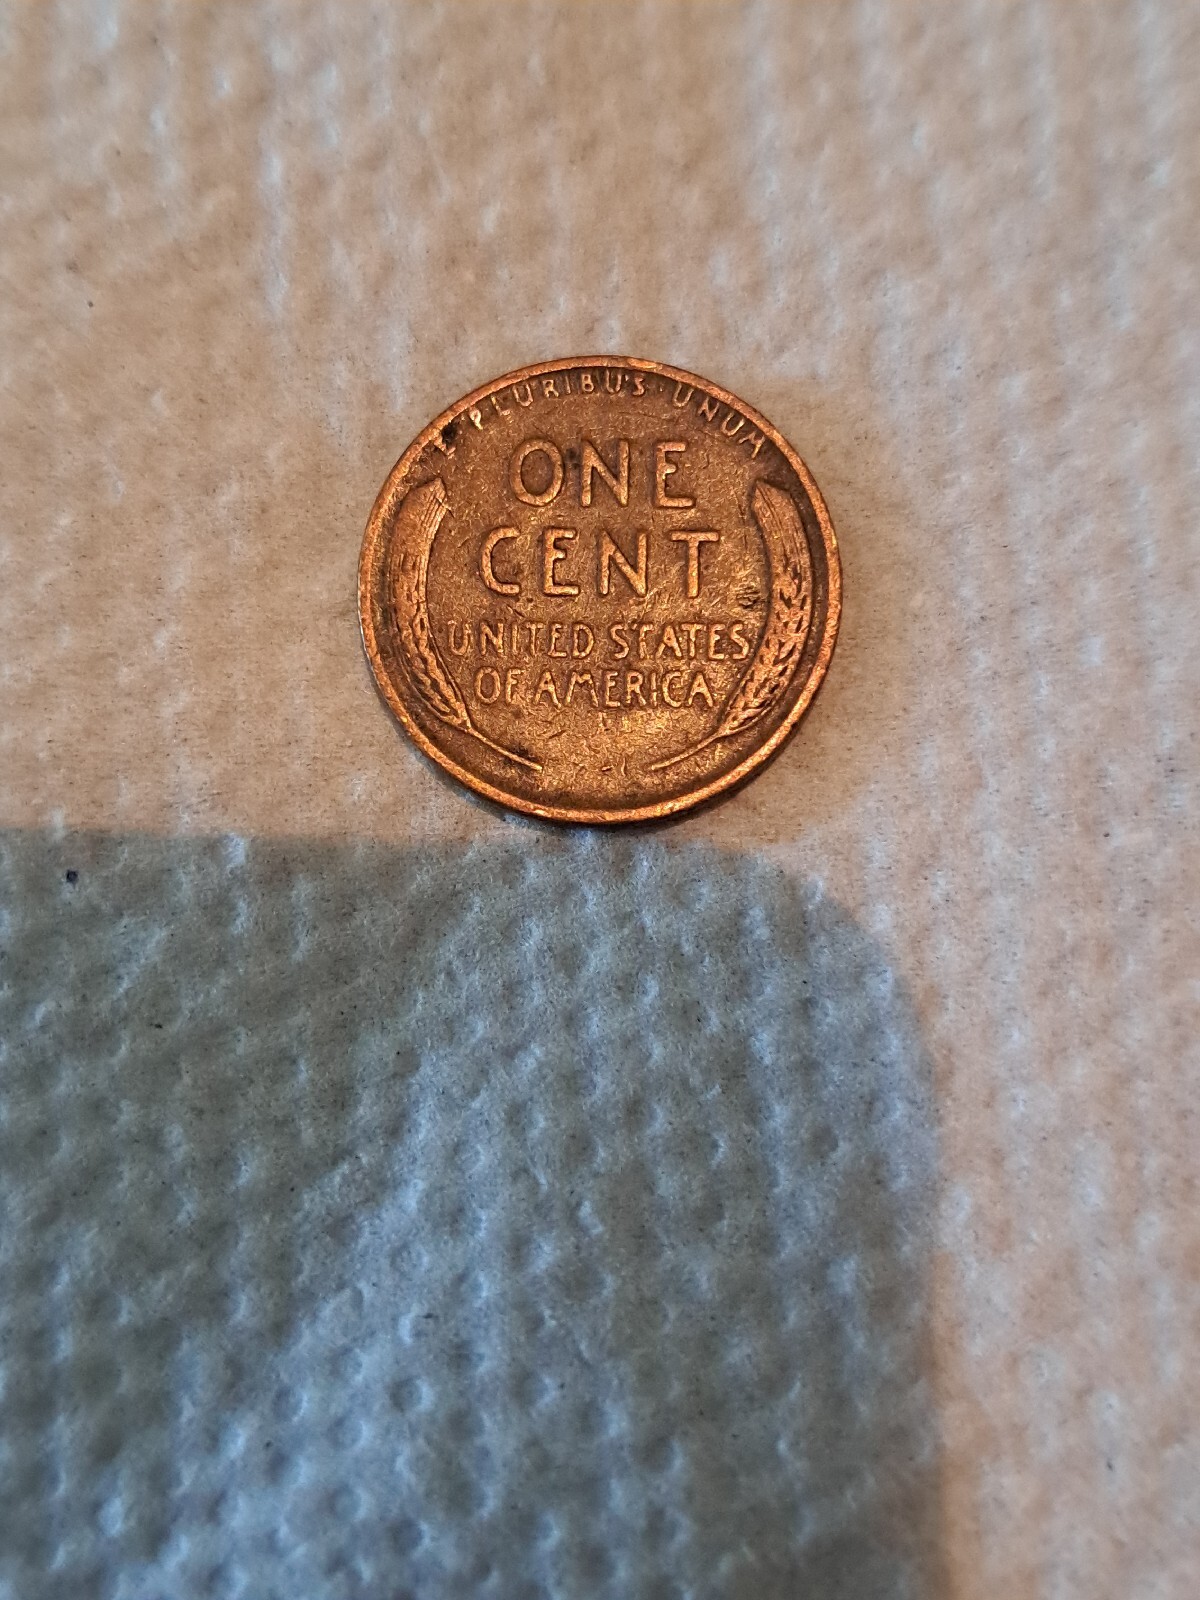 E·PLURIBUS·UNUM
ONE
CENT
UNITED STATES
OF AMERICA